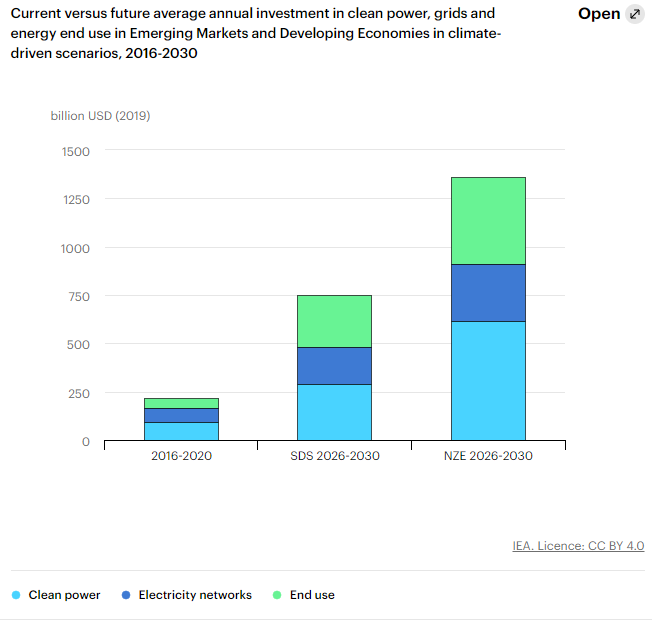 Current versus future average annual investment in clean power, grids and
energy end use in Emerging Markets and Developing Economies in climate-
driven scenarios, 2016-2030
Open
billion USD (2019)
1500
1250
1000
750
500
250
0
2016-2020 SDS 2026-2030 NZE 2026-2030
IEA. Licence: CC BY 4.0
Clean power Electricity networks End use